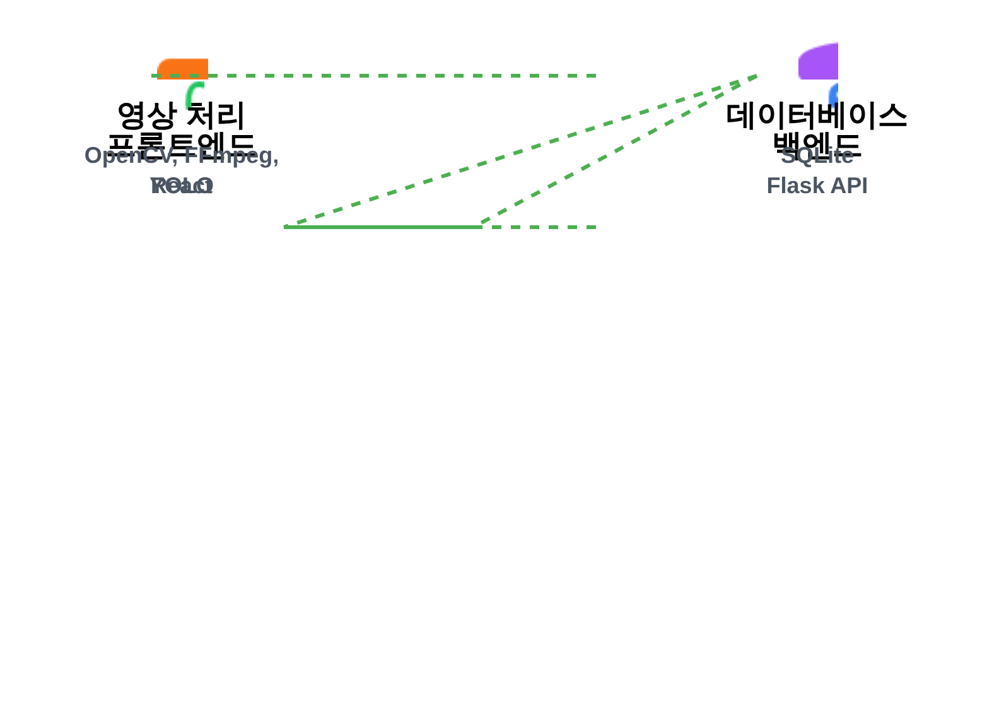 영상 처리
프론트엔드
OpenCV, FFmpeg,
YOLO
React
데이터베이스
백엔드
SQLite
Flask API